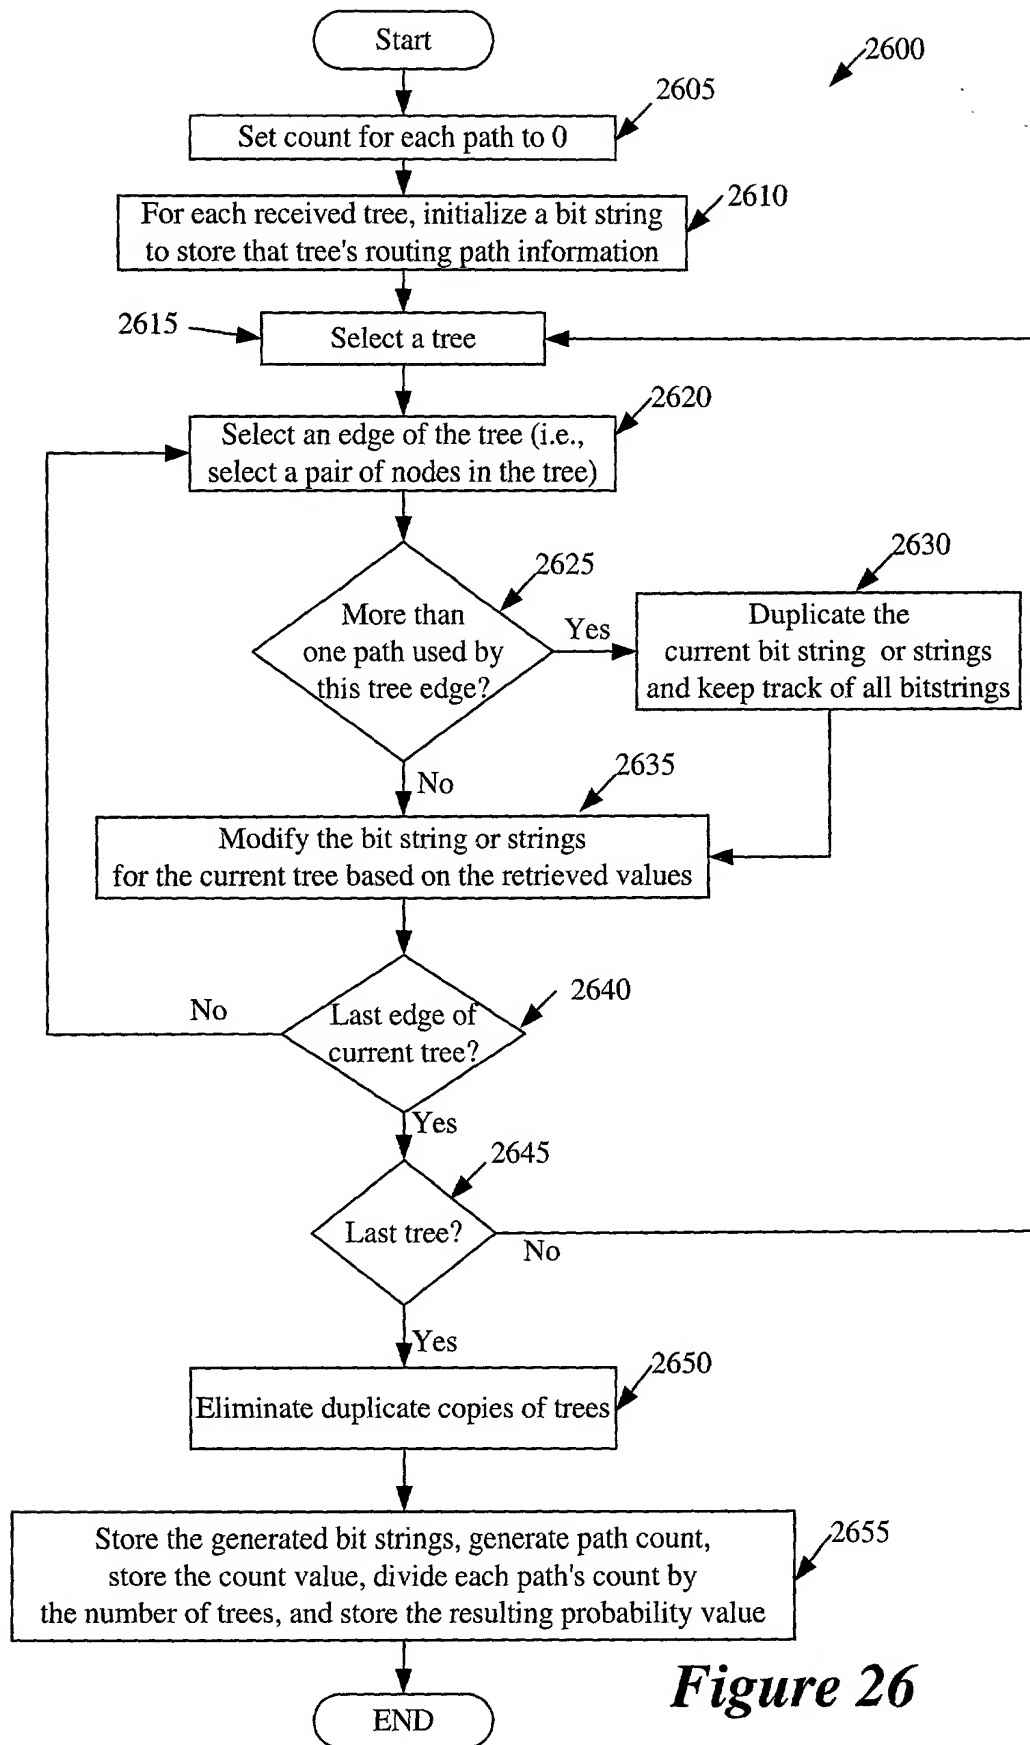 Start
2600
2605
Set count for each path to 0
2610
For each received tree, initialize a bit string
to store that tree's routing path information
2615
Select a tree
2620
Select an edge of the tree (i.e.,
select a pair of nodes in the tree)
2625
More than
one path used by
this tree edge?
Yes
2630
Duplicate the
current bit string or strings
and keep track of all bitstrings
No
2635
Modify the bit string or strings
for the current tree based on the retrieved values
2640
Last edge of
current tree?
No
Yes
2645
Last tree?
No
Yes
2650
Eliminate duplicate copies of trees
2655
Store the generated bit strings, generate path count,
store the count value, divide each path's count by
the number of trees, and store the resulting probability value
END
Figure 26